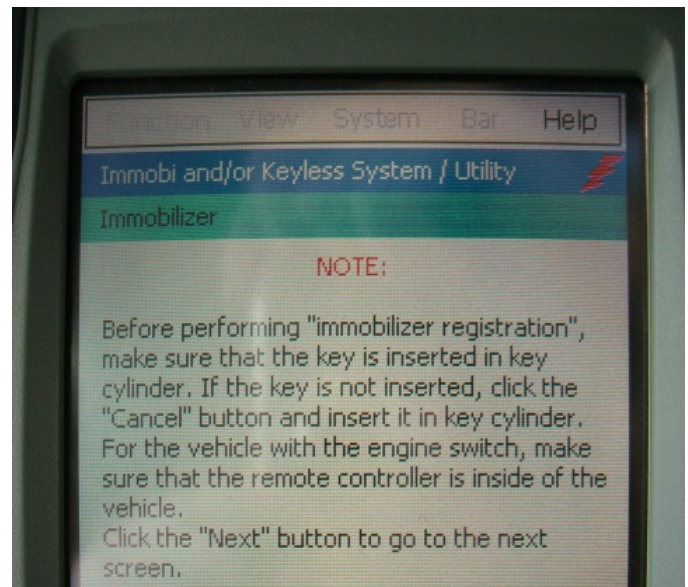 Function View System Bar Help
Immobi and/or Keyless System / Utility
Immobilizer
NOTE:
Before performing "immobilizer registration",
make sure that the key is inserted in key
cylinder. If the key is not inserted, click the
"Cancel" button and insert it in key cylinder.
For the vehicle with the engine switch, make
sure that the remote controller is inside of the
vehicle.
Click the "Next" button to go to the next
screen.